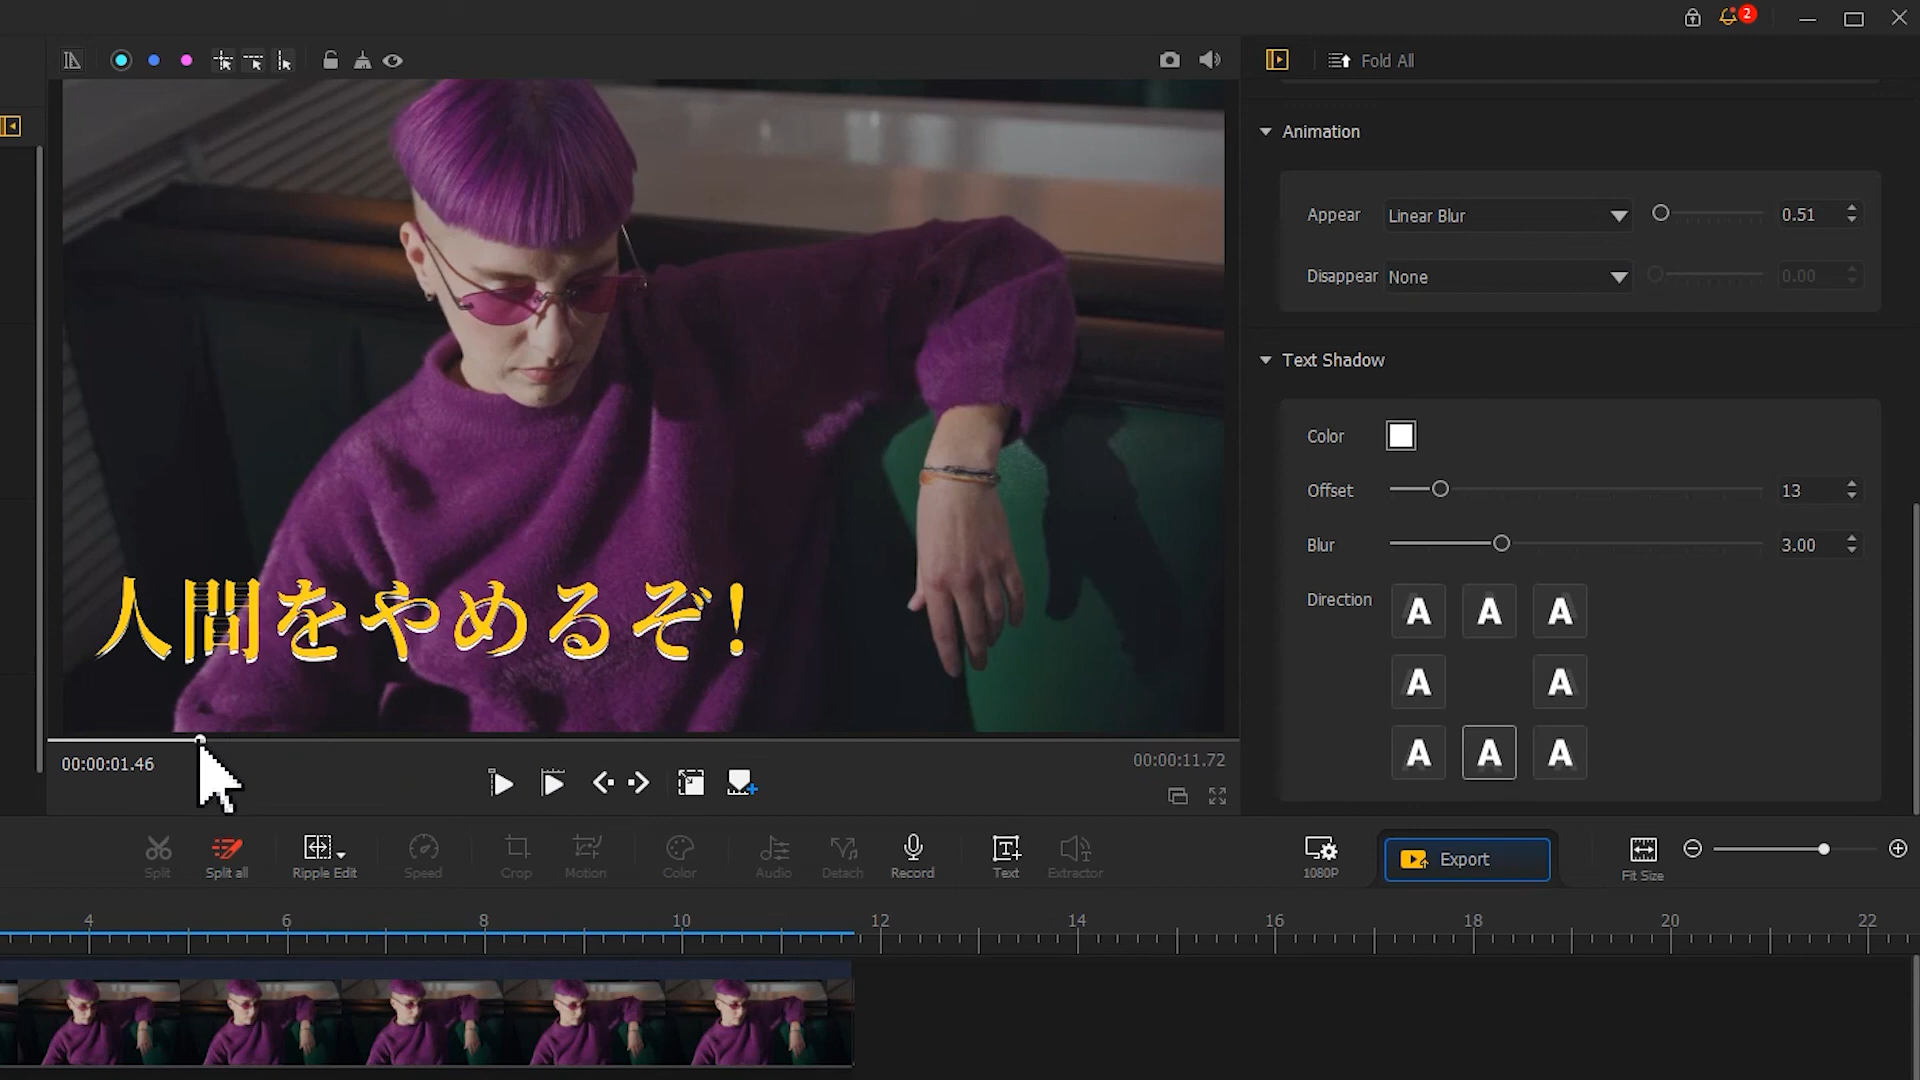 2
Fold All
Animation
Appear Linear Blur 0.51
Disappear None 0.00
Text Shadow
Color
Offset 13
Blur 3.00
Direction
A A A
A A
A A A
人間をやめるぞ!
00:00:01.46
00:00:11.72
Split Split all Ripple Edit Speed Crop Motion Color Audio Detach Record Text Extractor 1080P Export Fit Size
4 6 8 10 12 14 16 18 20 22